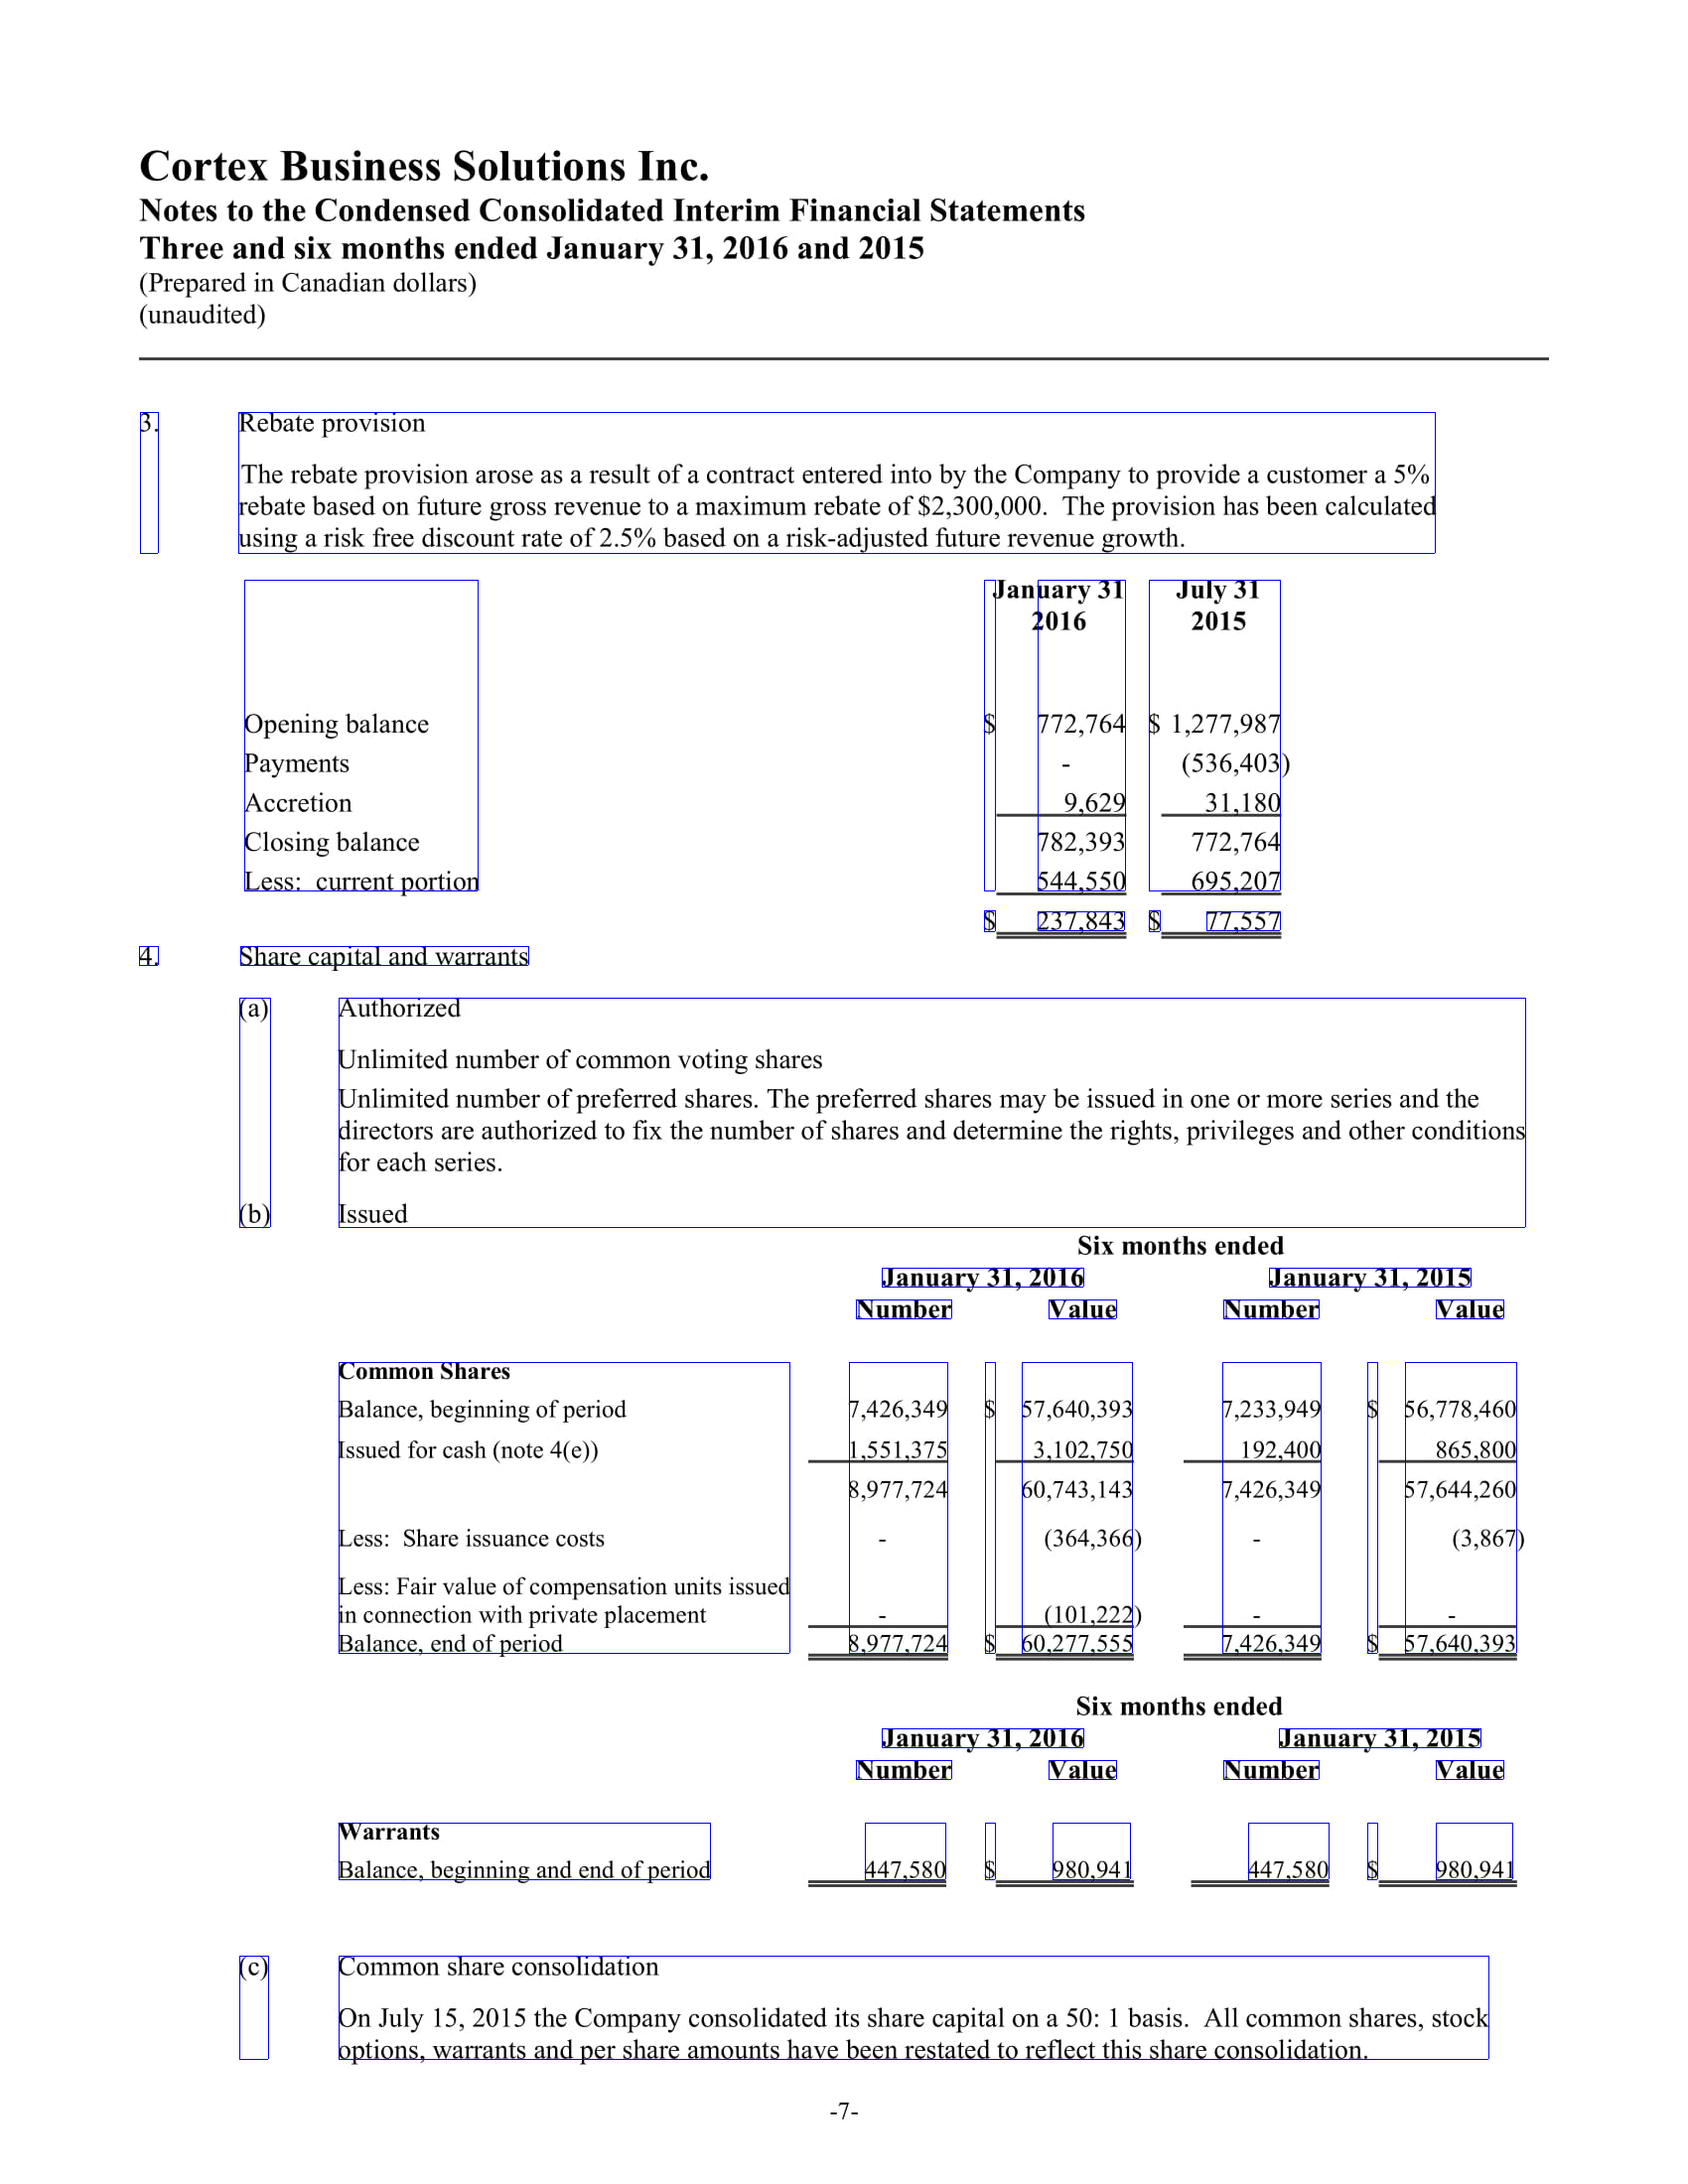 Cortex Business Solutions Inc.
Notes to the Condensed Consolidated Interim Financial Statements
Three and six months ended January 31, 2016 and 2015
(Prepared in Canadian dollars)
(unaudited)
3. Rebate provision
The rebate provision arose as a result of a contract entered into by the Company to provide a customer a 5%
rebate based on future gross revenue to a maximum rebate of $2,300,000.  The provision has been calculated
using a risk free discount rate of 2.5% based on a risk-adjusted future revenue growth.
January 31 July 31
2016 2015
Opening balance $ 772,764 $ 1,277,987
Payments - (536,403)
Accretion 9,629 31,180
Closing balance 782,393 772,764
Less:  current portion 544,550 695,207
$ 237,843 $ 77,557
4. Share capital and warrants
(a) Authorized
Unlimited number of common voting shares
Unlimited number of preferred shares. The preferred shares may be issued in one or more series and the
directors are authorized to fix the number of shares and determine the rights, privileges and other conditions
for each series.
(b) Issued
Six months ended
January 31, 2016 January 31, 2015
Number Value Number Value
Common Shares
Balance, beginning of period 7,426,349 $ 57,640,393 7,233,949 $ 56,778,460
Issued for cash (note 4(e)) 1,551,375 3,102,750 192,400 865,800
8,977,724 60,743,143 7,426,349 57,644,260
Less:  Share issuance costs - (364,366) - (3,867)
Less: Fair value of compensation units issued
in connection with private placement - (101,222) - -
Balance, end of period 8,977,724 $ 60,277,555 7,426,349 $ 57,640,393
Six months ended
January 31, 2016 January 31, 2015
Number Value Number Value
Warrants
Balance, beginning and end of period 447,580 $ 980,941 447,580 $ 980,941
(c) Common share consolidation
On July 15, 2015 the Company consolidated its share capital on a 50: 1 basis.  All common shares, stock
options, warrants and per share amounts have been restated to reflect this share consolidation.
-7-